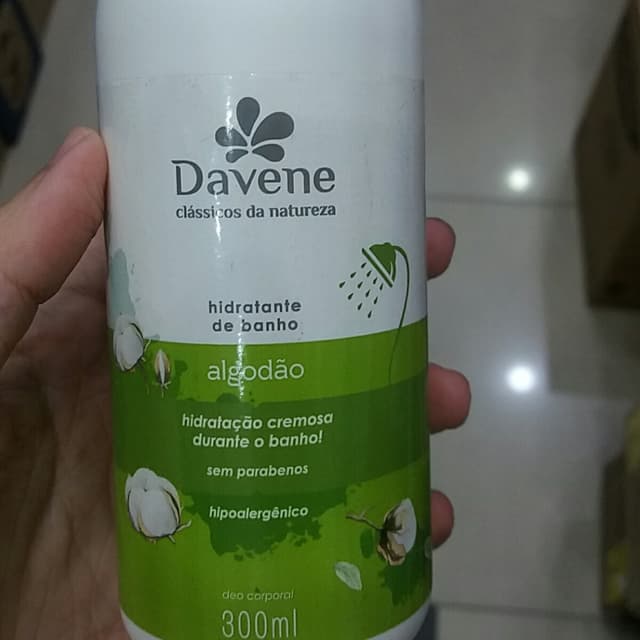 Davene
clássicos da natureza
hidratante
de banho
algodão
hidratação cremosa
durante o banho!
sem parabenos
hipoalergênico
deo corporal
300ml